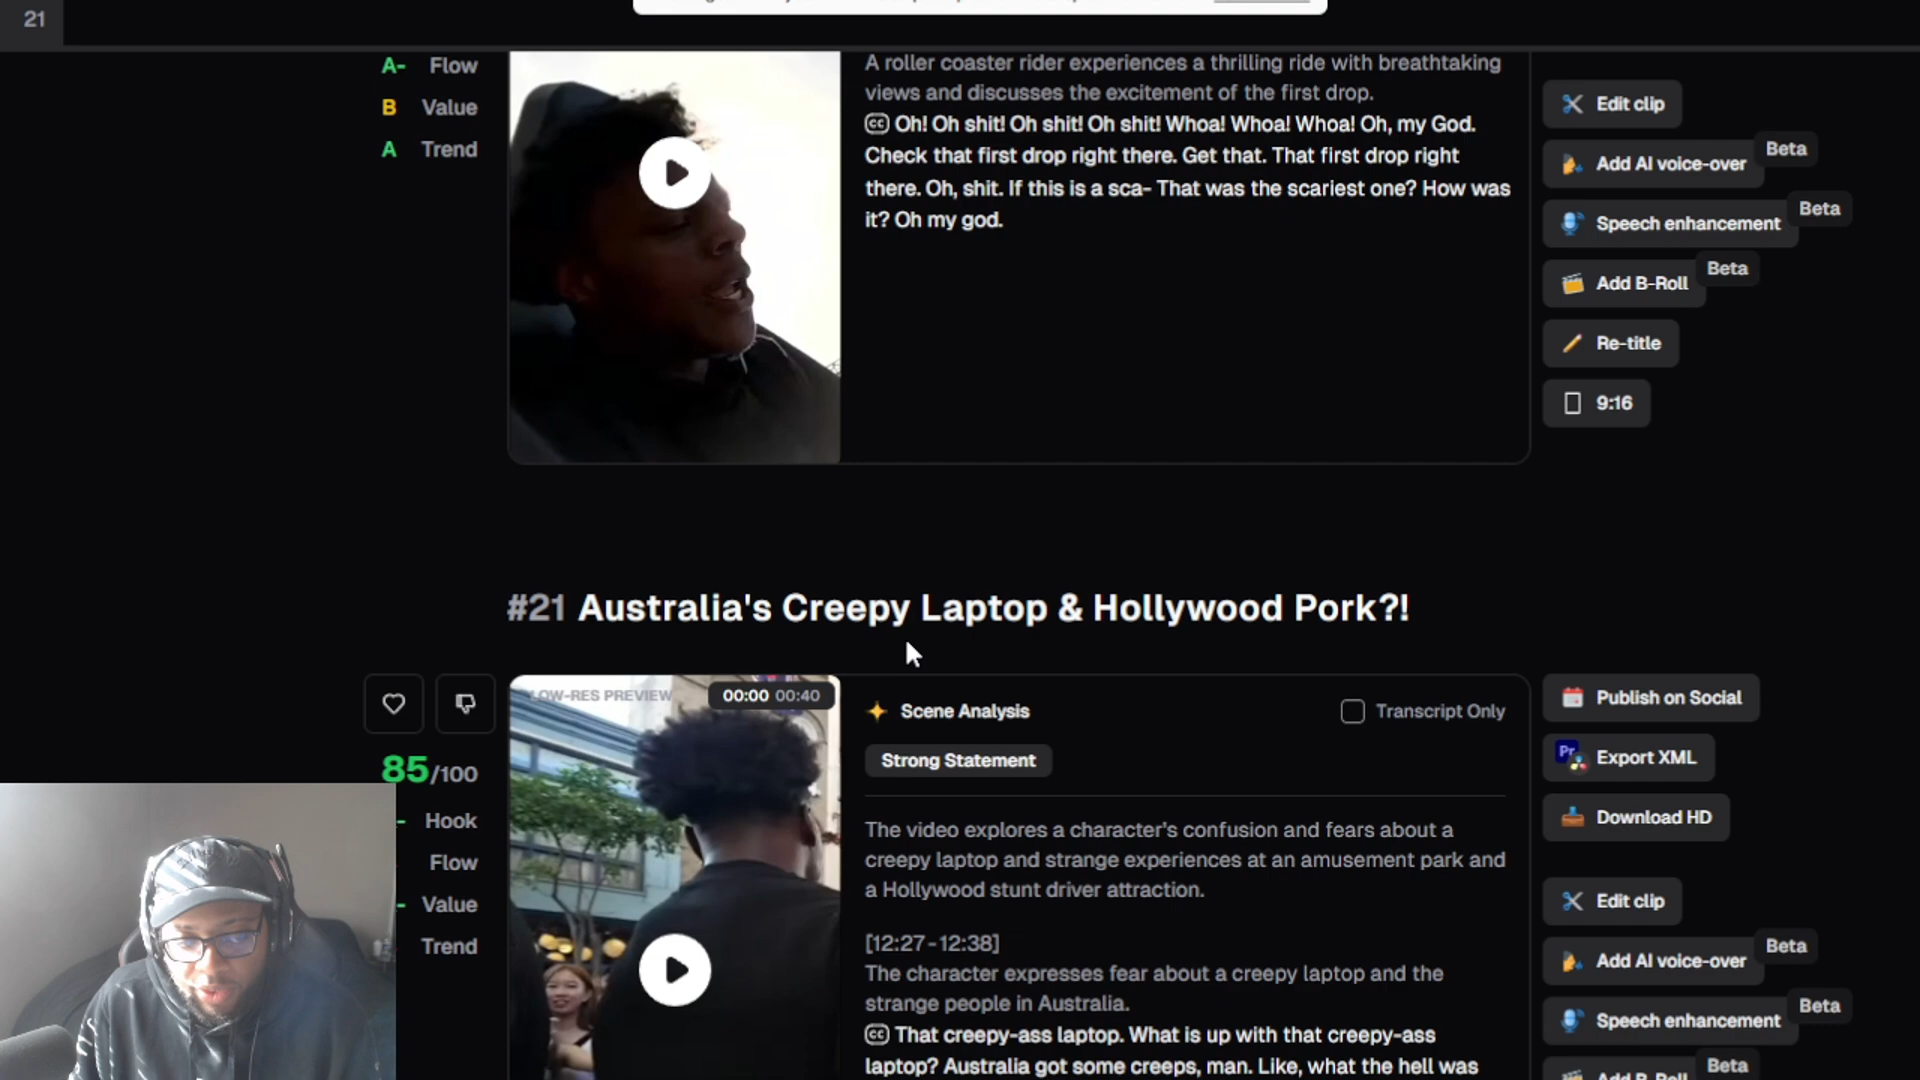 21
A- Flow
B Value
A Trend
A roller coaster rider experiences a thrilling ride with breathtaking
views and discusses the excitement of the first drop.
CC Oh! Oh shit! Oh shit! Oh shit! Whoa! Whoa! Whoa! Oh, my God.
Check that first drop right there. Get that. That first drop right
there. Oh, shit. If this is a sca- That was the scariest one? How was
it? Oh my god.
Edit clip
Add AI voice-over Beta
Speech enhancement Beta
Add B-Roll Beta
Re-title
9:16
#21 Australia's Creepy Laptop & Hollywood Pork?!
LOW-RES PREVIEW 00:00 00:40
85/100
Hook
Flow
Value
Trend
Scene Analysis
Transcript Only
Strong Statement
The video explores a character's confusion and fears about a
creepy laptop and strange experiences at an amusement park and
a Hollywood stunt driver attraction.
[12:27-12:38]
The character expresses fear about a creepy laptop and the
strange people in Australia.
CC That creepy-ass laptop. What is up with that creepy-ass
laptop? Australia got some creeps, man. Like, what the hell was
Publish on Social
Pr Export XML
Download HD
Edit clip
Add AI voice-over Beta
Speech enhancement Beta
Add B-Roll Beta